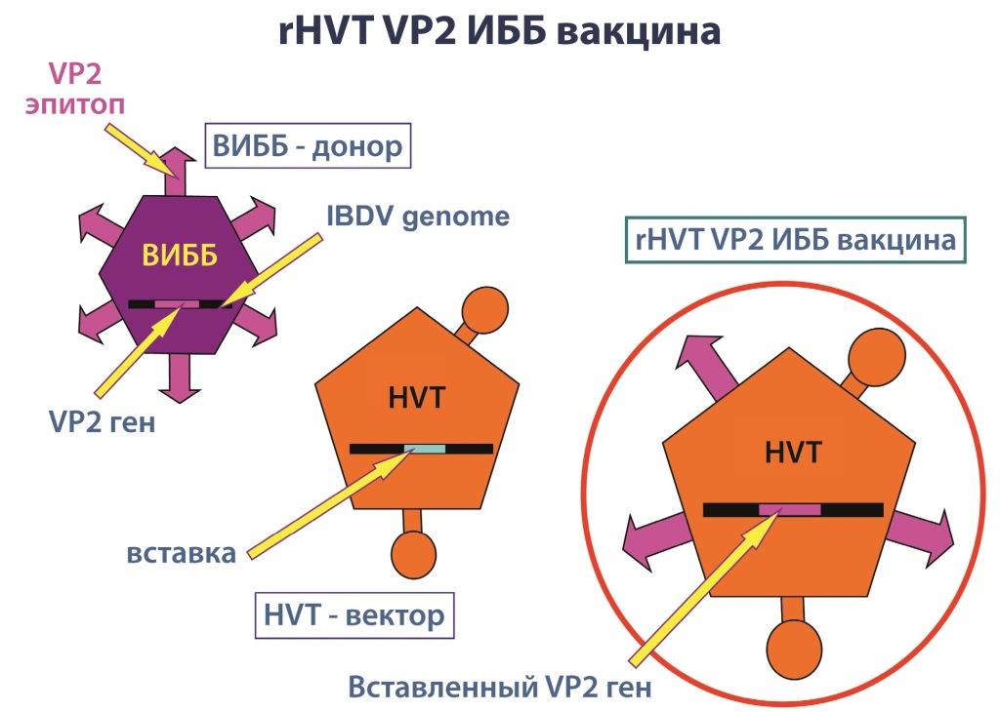 rHVT VP2 ИББ вакцина
VP2
эпитоп
ВИББ - донор
IBDV genome
ВИББ
VP2 ген
HVT
вставка
HVT - вектор
rHVT VP2 ИББ вакцина
HVT
Вставленный VP2 ген